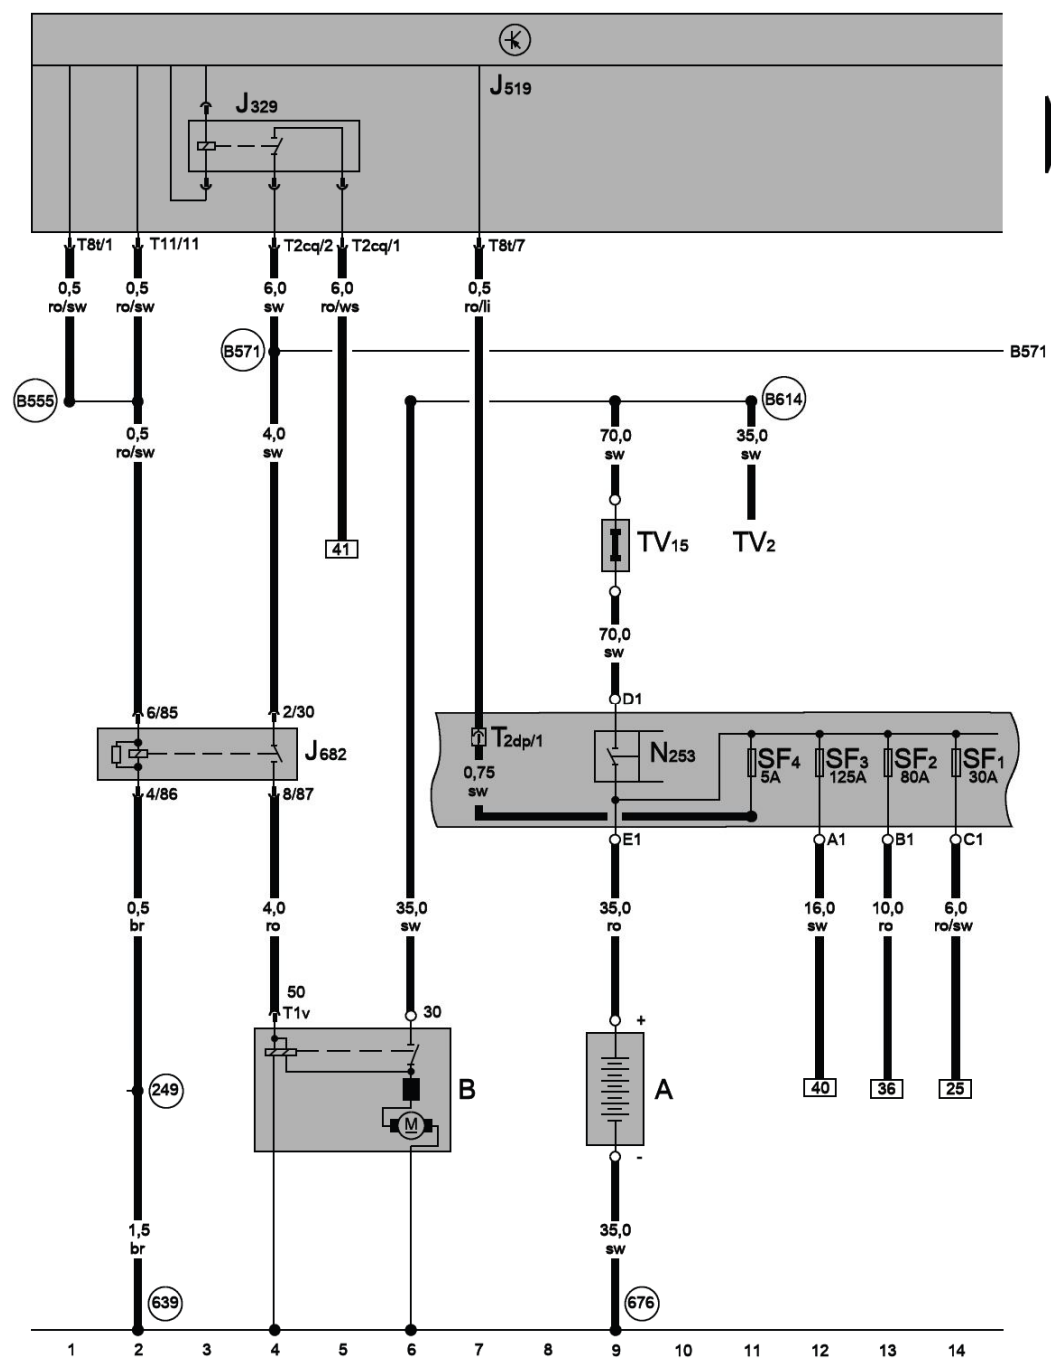 J519
J329
T8t/1
T11/11
T2cq/2
T2cq/1
T8t/7
0,5
ro/sw
0,5
ro/sw
6,0
sw
6,0
ro/ws
0,5
ro/li
B571
B571
B555
B614
0,5
ro/sw
4,0
sw
70,0
sw
35,0
sw
41
TV15
TV2
70,0
sw
D1
6/85
2/30
J682
T2dp/1
0,75
sw
N253
SF4
5A
SF3
125A
SF2
80A
SF1
30A
4/86
8/87
E1
A1
B1
C1
0,5
br
4,0
ro
35,0
sw
35,0
ro
16,0
sw
10,0
ro
6,0
ro/sw
50
T1v
30
+
249
B
M
A
40
36
25
-
1,5
br
35,0
sw
639
676
1 2 3 4 5 6 7 8 9 10 11 12 13 14